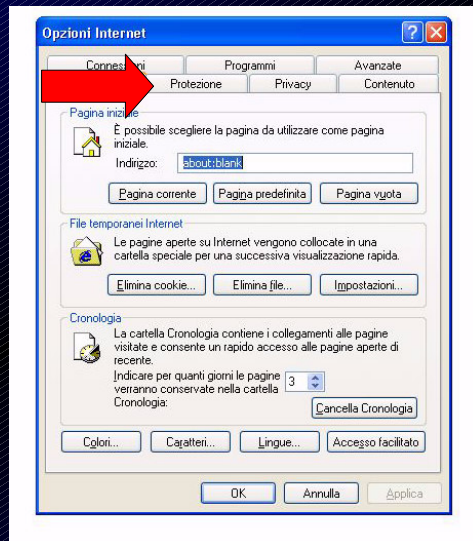 Opzioni Internet
Programmi
Avanzate
Protezione
Privacy
Contenuto
È possibile scegliere la pagina da utilizzare come pagina
iniziale.
Indirizzo:
about:blank
Pagina corrente
Pagina predefinita
Pagina vuota
File temporanei Internet
Le pagine aperte su Internet vengono collocate in una
cartella speciale per una successiva visualizzazione rapida.
Elimina cookie...
Elimina file...
Impostazioni...
Cronologia
La cartella Cronologia contiene i collegamenti alle pagine
visitate e consente un rapido accesso alle pagine aperte di
recente.
Indicare per quanti giorni le pagine
verranno conservate nella cartella
Cronologia:
3
Cancella Cronologia
Colori...
Caratteri...
Lingue...
Accesso facilitato
OK
Annulla
Applica